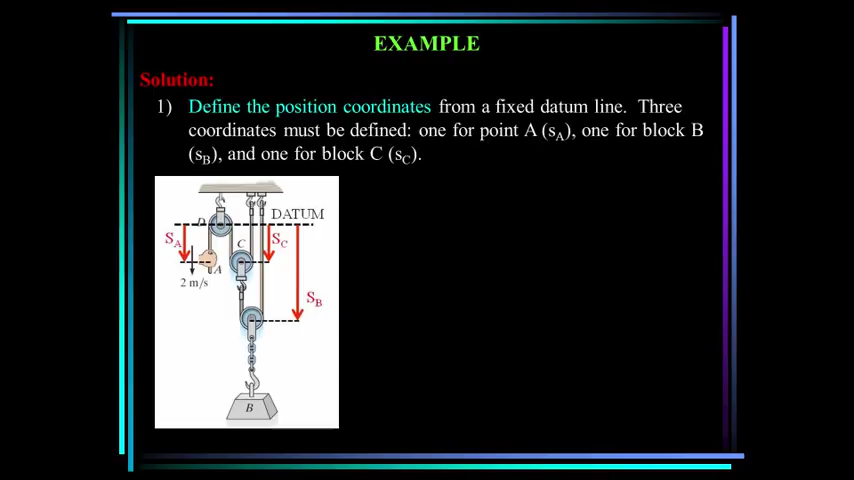 EXAMPLE
Solution:
1) Define the position coordinates from a fixed datum line. Three
coordinates must be defined: one for point A (sA), one for block B
(sB), and one for block C (sC).
DATUM
D
SA
C
SC
A
2 m/s
SB
B